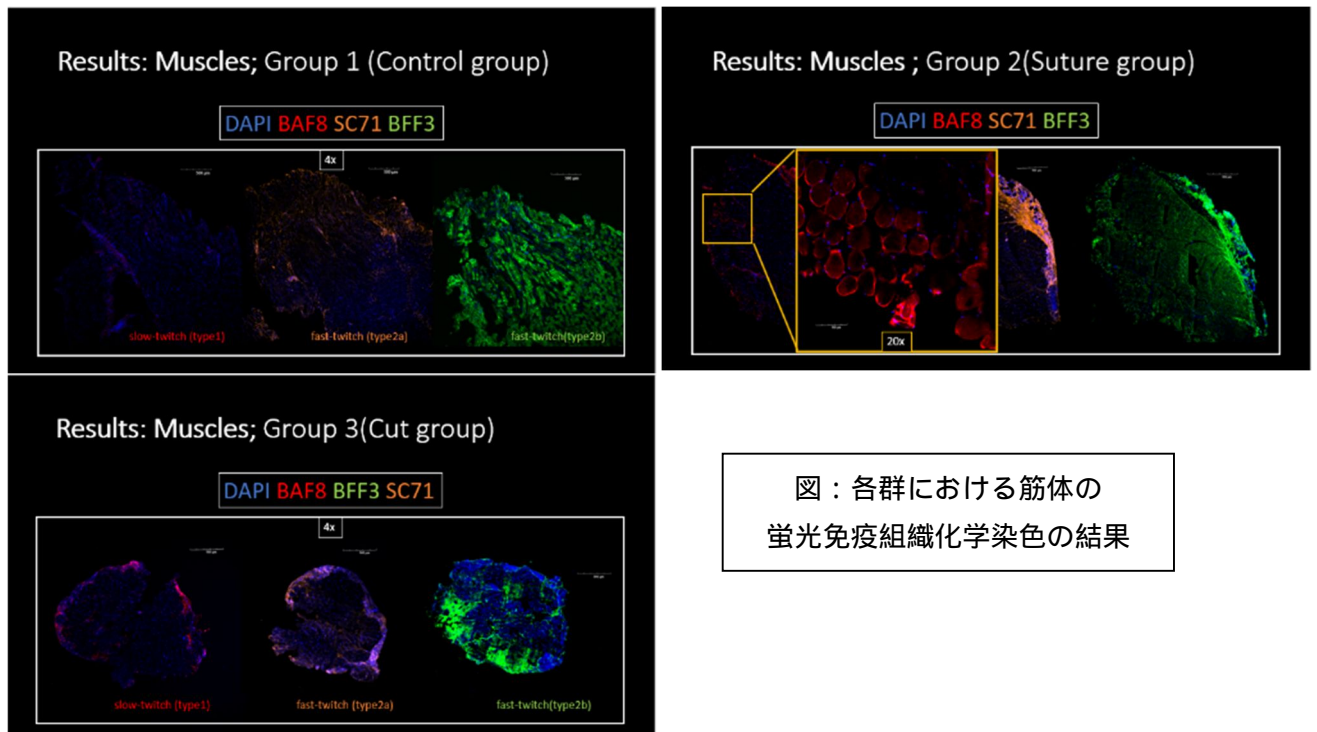 Results: Muscles; Group 1 (Control group)
DAPI BAF8 SC71 BFF3
4x
slow-twitch (type1)
fast-twitch (type2a)
fast-twitch(type2b)
Results: Muscles ; Group 2(Suture group)
DAPI BAF8 SC71 BFF3
20x
Results: Muscles; Group 3(Cut group)
DAPI BAF8 BFF3 SC71
4x
slow-twitch (type1)
fast-twitch (type2a)
fast-twitch(type2b)
図：各群における筋体の
蛍光免疫組織化学染色の結果